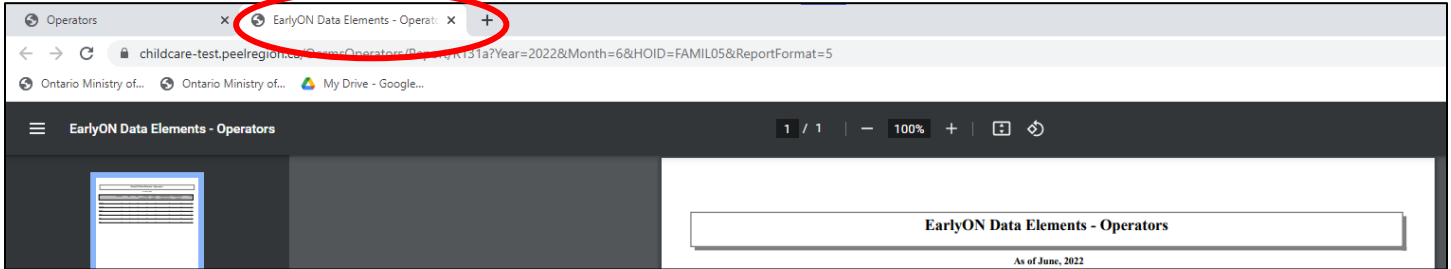 Operators
EarlyON Data Elements - Operato
childcare-test.peelregion.ca/OccmsOperators/Report/R131a?Year=2022&Month=6&HOID=FAMIL05&ReportFormat=5
Ontario Ministry of... Ontario Ministry of... My Drive - Google...
EarlyON Data Elements - Operators 1 / 1 | − 100% + |
EarlyON Data Elements - Operators
As of June, 2022